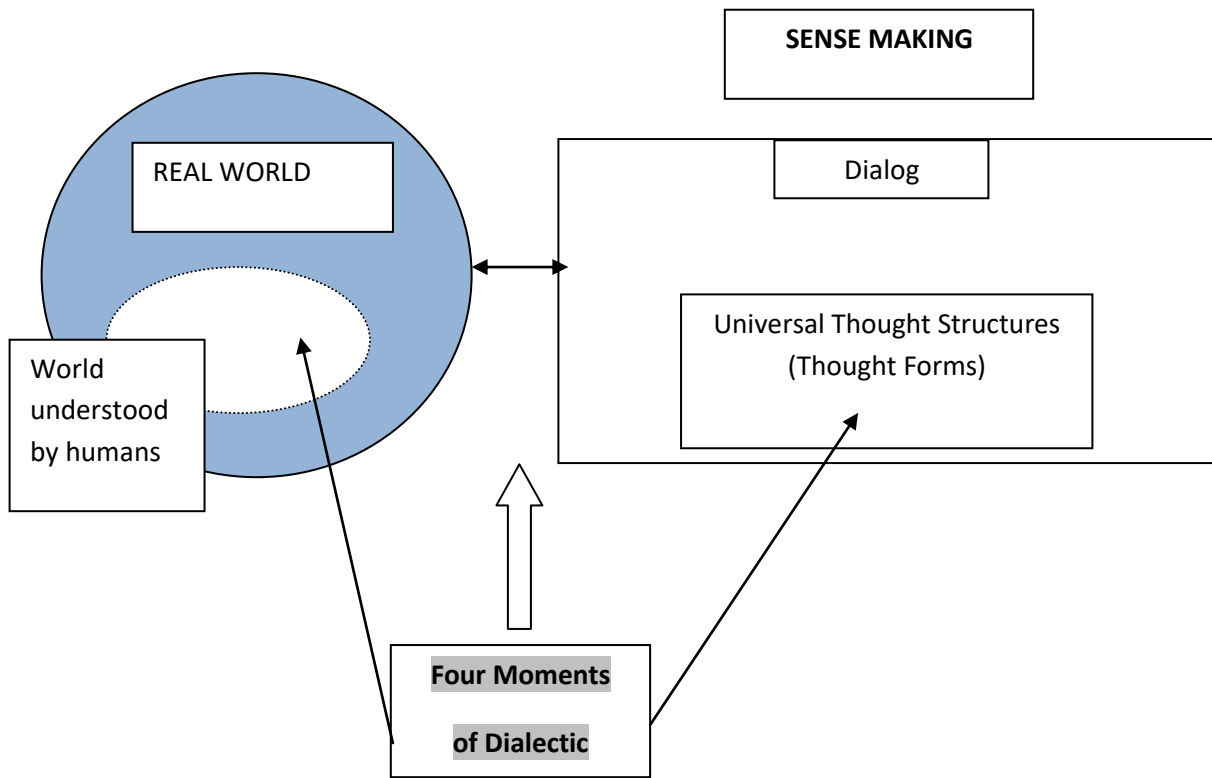 SENSE MAKING
REAL WORLD
Dialog
Universal Thought Structures
(Thought Forms)
World
understood
by humans
Four Moments
of Dialectic